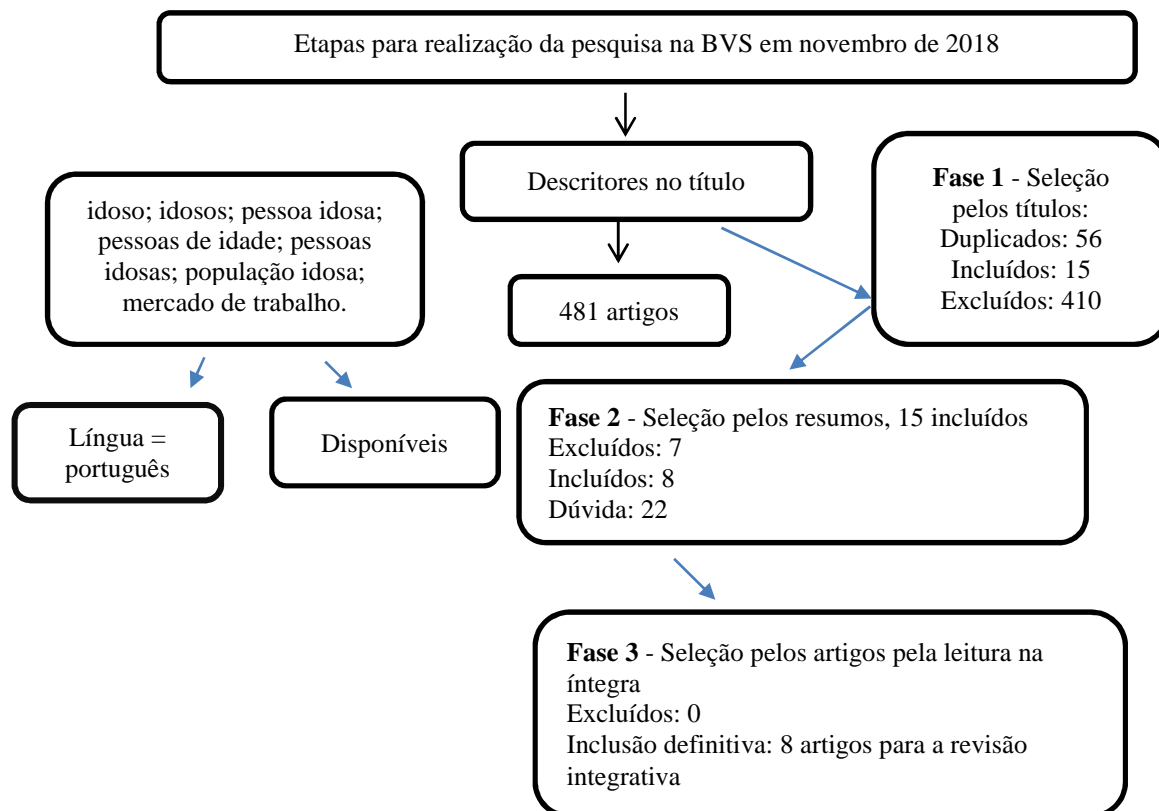 Etapas para realização da pesquisa na BVS em novembro de 2018
Descritores no título
idoso; idosos; pessoa idosa;
pessoas de idade; pessoas
idosas; população idosa;
mercado de trabalho.
481 artigos
Fase 1 - Seleção
pelos títulos:
Duplicados: 56
Incluídos: 15
Excluídos: 410
Língua =
português
Disponíveis
Fase 2 - Seleção pelos resumos, 15 incluídos
Excluídos: 7
Incluídos: 8
Dúvida: 22
Fase 3 - Seleção pelos artigos pela leitura na
íntegra
Excluídos: 0
Inclusão definitiva: 8 artigos para a revisão
integrativa